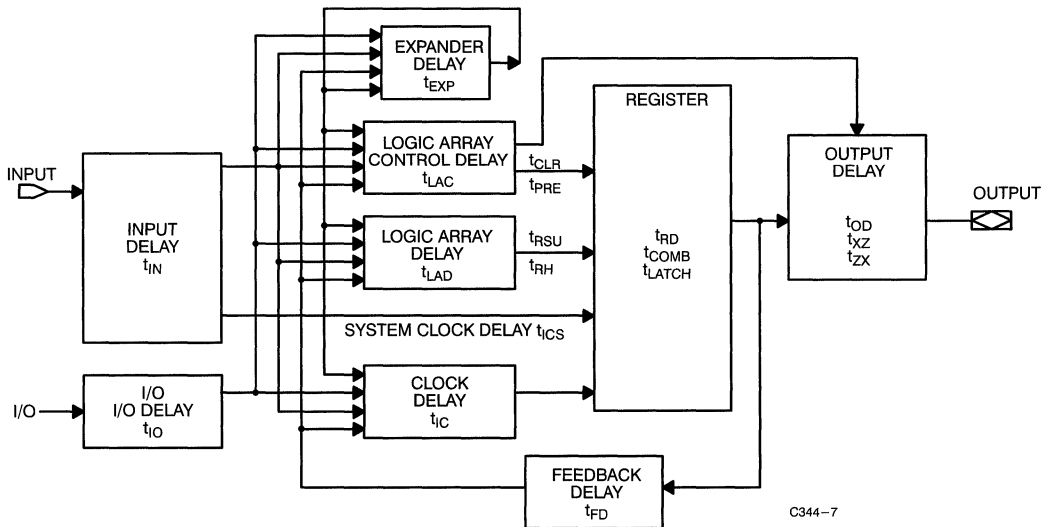 EXPANDER
DELAY
tEXP
REGISTER
LOGIC ARRAY
CONTROL DELAY
tLAC
tCLR
tPRE
OUTPUT
DELAY
tOD
tXZ
tZX
INPUT
OUTPUT
INPUT
DELAY
tIN
LOGIC ARRAY
DELAY
tLAD
tRSU
tRH
tRD
tCOMB
tLATCH
SYSTEM CLOCK DELAY tICS
CLOCK
DELAY
tIC
I/O
I/O
I/O DELAY
tIO
FEEDBACK
DELAY
tFD
C344–7